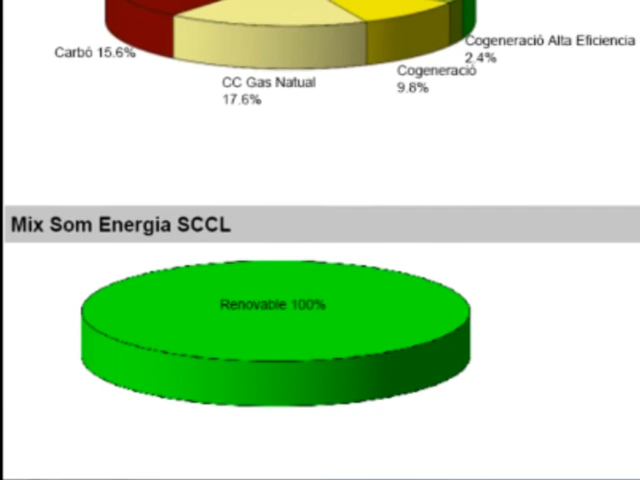 Cogeneració Alta Eficiencia
2.4%
Carbó 15.6%
Cogeneració
9.8%
CC Gas Natual
17.6%
Mix Som Energia SCCL
Renovable 100%